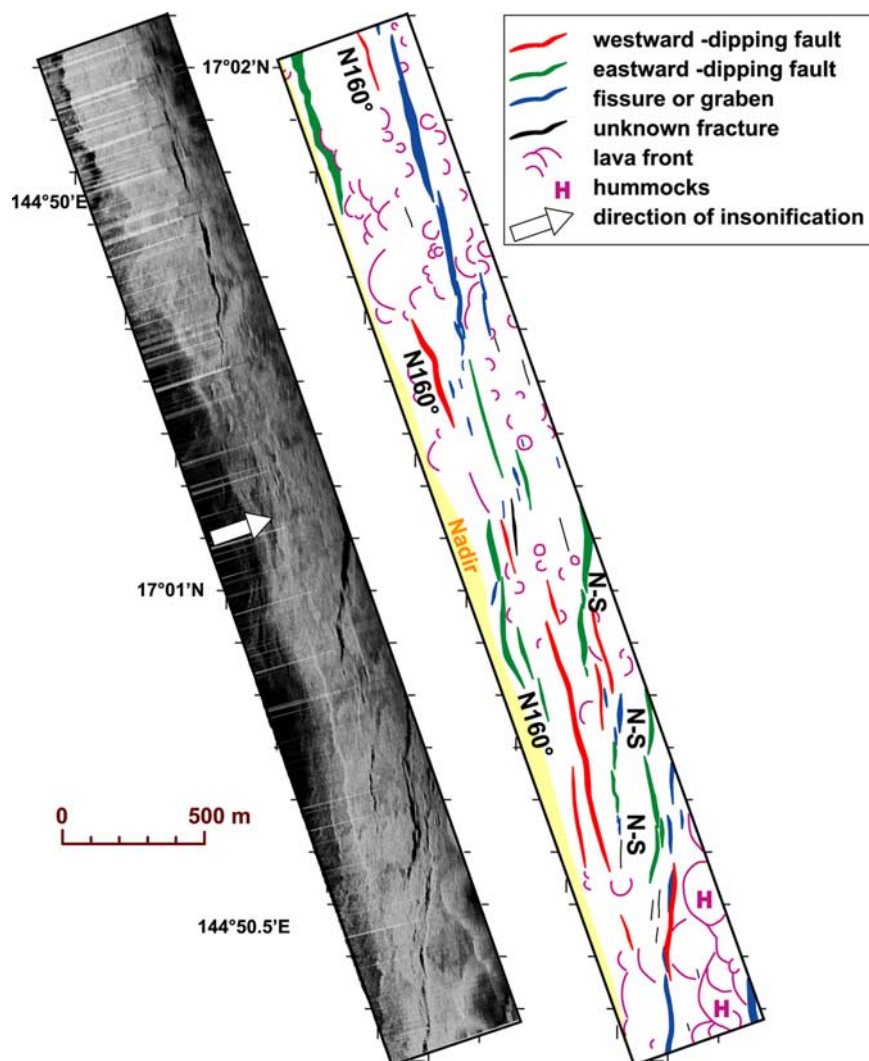 westward -dipping fault
eastward -dipping fault
fissure or graben
unknown fracture
lava front
H hummocks
direction of insonification
17°02'N
N160°
144°50'E
N160°
Nadir
17°01'N
N-S
N160°
N-S
0 500 m
N-S
H
144°50.5'E
H